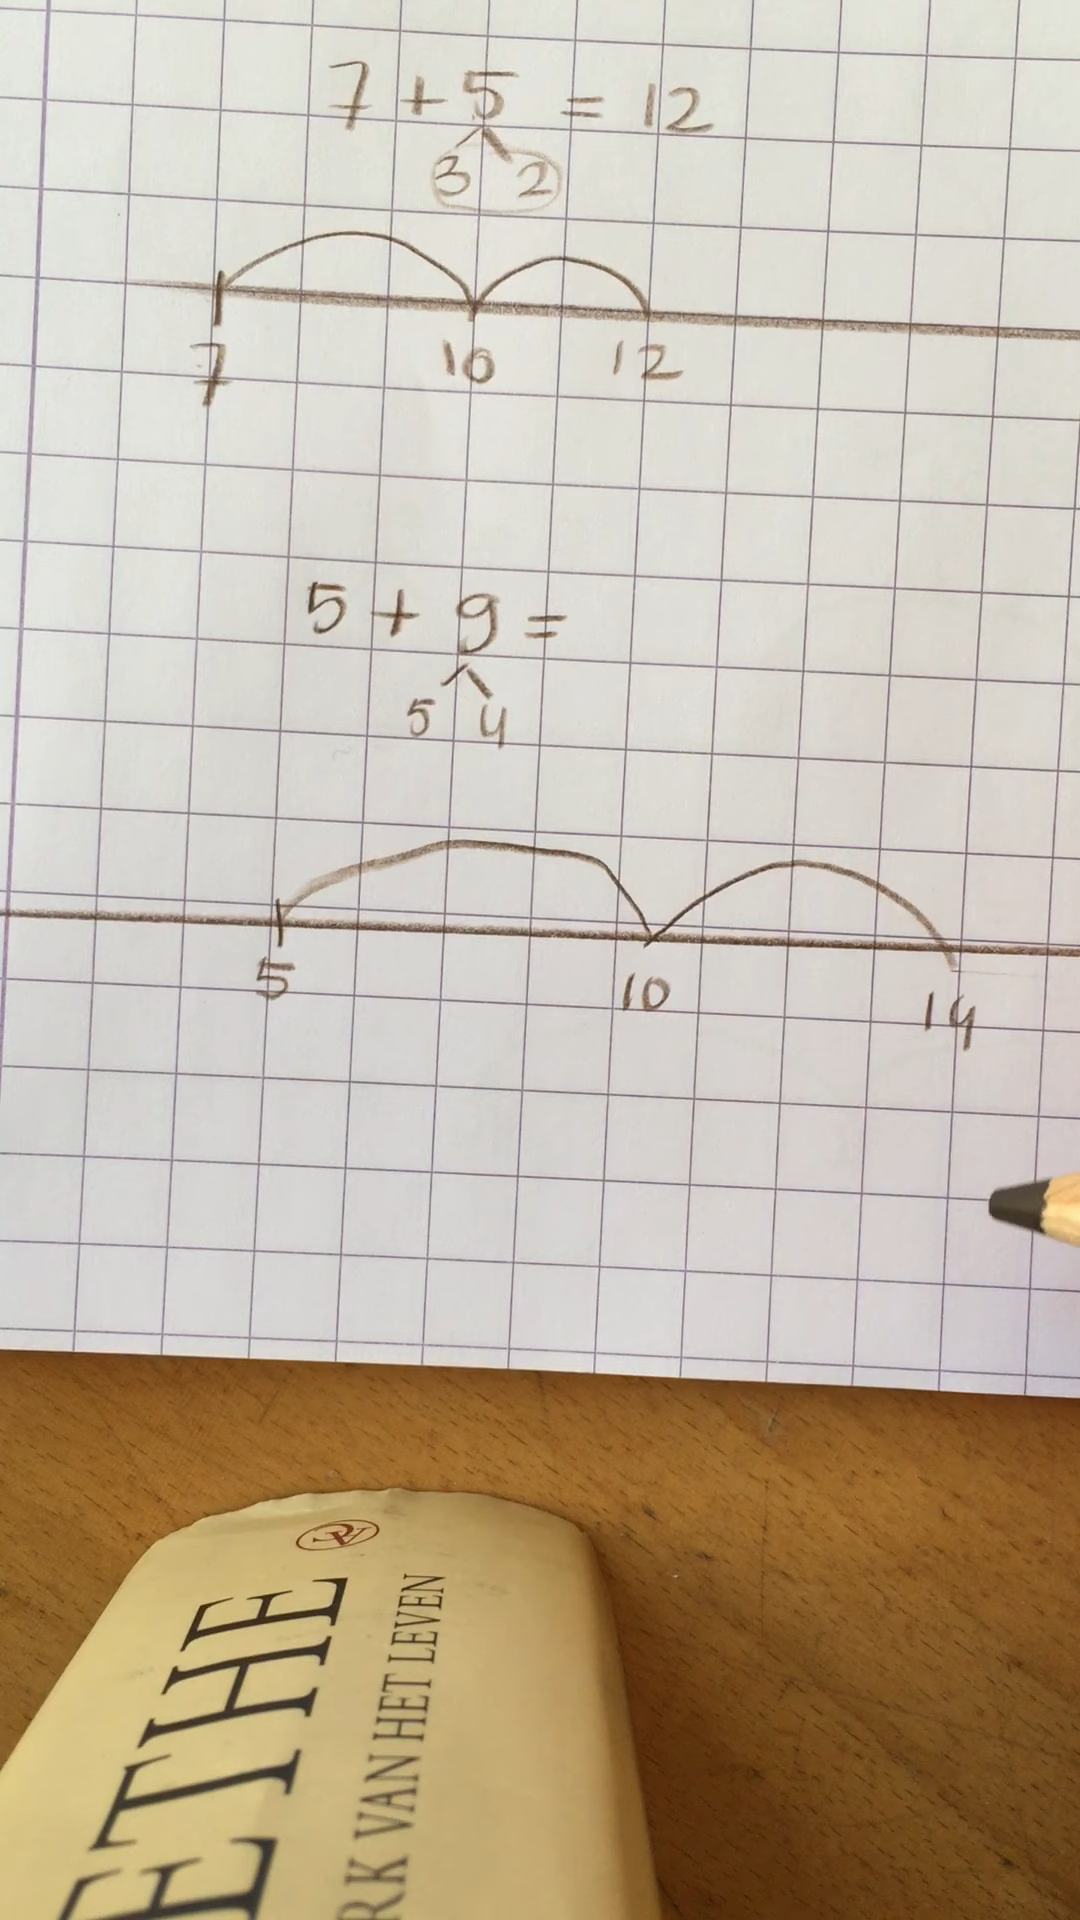 7 + 5 = 12
3 2
7 10 12
5 + 9 =
5 4
5 10 14
ETHE
RK VAN HET LEVEN